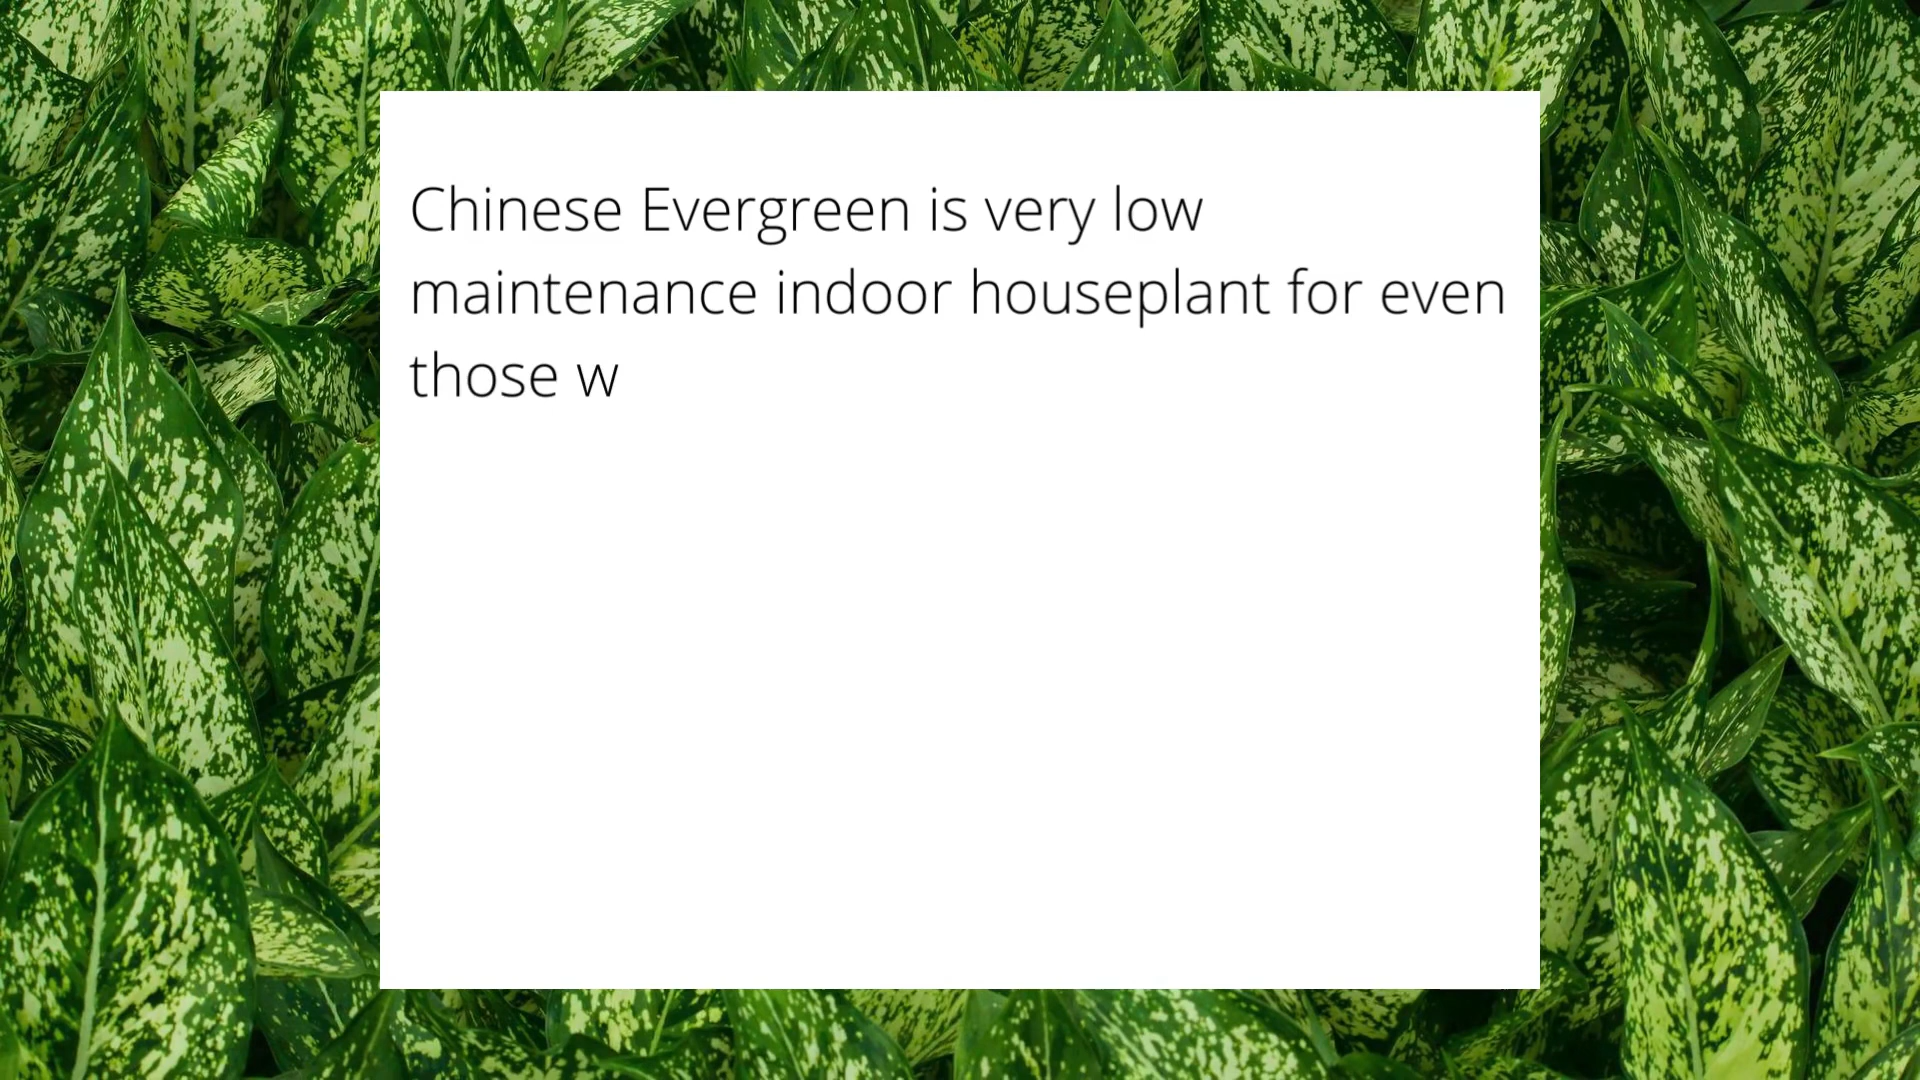 Chinese Evergreen is very low
maintenance indoor houseplant for even
those w